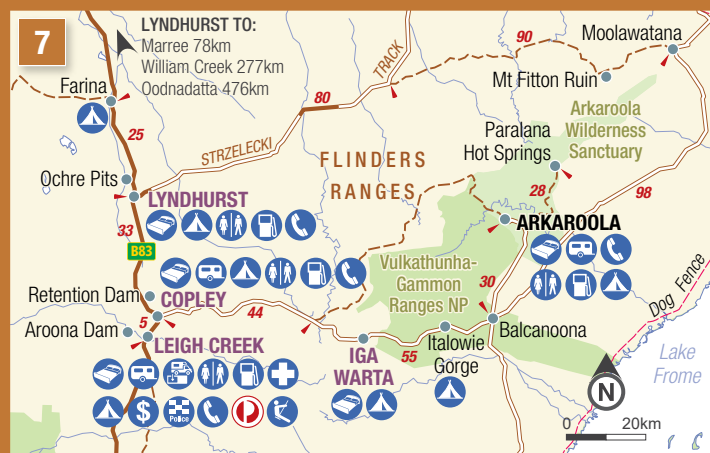 7
LYNDHURST TO:
Marree 78km
William Creek 277km
Oodnadatta 476km
Moolawatana
90
TRACK
Mt Fitton Ruin
Farina
80
25
STRZELECKI
Arkaroola
Wilderness
Sanctuary
Paralana
Hot Springs
FLINDERS
RANGES
Ochre Pits
LYNDHURST
28
98
33
ARKAROOLA
B83
Vulkathunha-
Gammon
Ranges NP
30
Retention Dam
COPLEY
44
Dog Fence
Aroona Dam
5
LEIGH CREEK
Balcanoona
Italowie
Gorge
55
IGA
WARTA
Lake
Frome
N
$
Police
P
0 20km